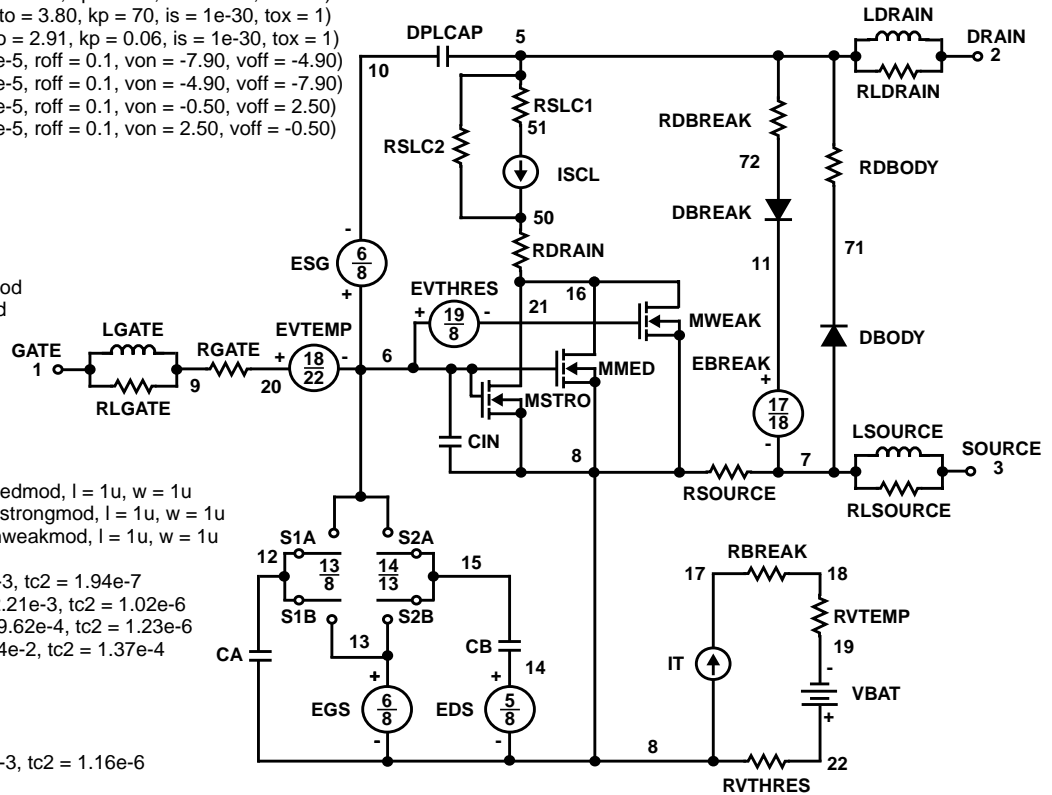 to = 3.80, kp = 70, is = 1e-30, tox = 1)
o = 2.91, kp = 0.06, is = 1e-30, tox = 1)
e-5, roff = 0.1, von = -7.90, voff = -4.90)
e-5, roff = 0.1, von = -4.90, voff = -7.90)
e-5, roff = 0.1, von = -0.50, voff = 2.50)
e-5, roff = 0.1, von = 2.50, voff = -0.50)
LDRAIN
DPLCAP 5
DRAIN
2
10
RLDRAIN
RSLC1
51
RDBREAK
RSLC2
72
RDBODY
ISCL
50
DBREAK
RDRAIN
71
-
ESG 6 8
+
11
od
d
EVTHRES
+ 19 8 -
16
21
MWEAK
LGATE
EVTEMP
GATE
1
RGATE
+ 18 22 -
6
EBREAK
DBODY
MMED
+
9
20
MSTRO
RLGATE
17 18
-
CIN
LSOURCE
8
7
SOURCE
3
RSOURCE
RLSOURCE
edmod, l = 1u, w = 1u
strongmod, l = 1u, w = 1u
nweakmod, l = 1u, w = 1u
S1A
S2A
12
13 8
14 13
15
RBREAK
17
18
-3, tc2 = 1.94e-7
2.21e-3, tc2 = 1.02e-6
9.62e-4, tc2 = 1.23e-6
4e-2, tc2 = 1.37e-4
S1B
S2B
RVTEMP
13
CB
19
CA
14
IT
-
+
+
VBAT
EGS 6 8
EDS 5 8
+
-
-
8
22
-3, tc2 = 1.16e-6
RVTHRES